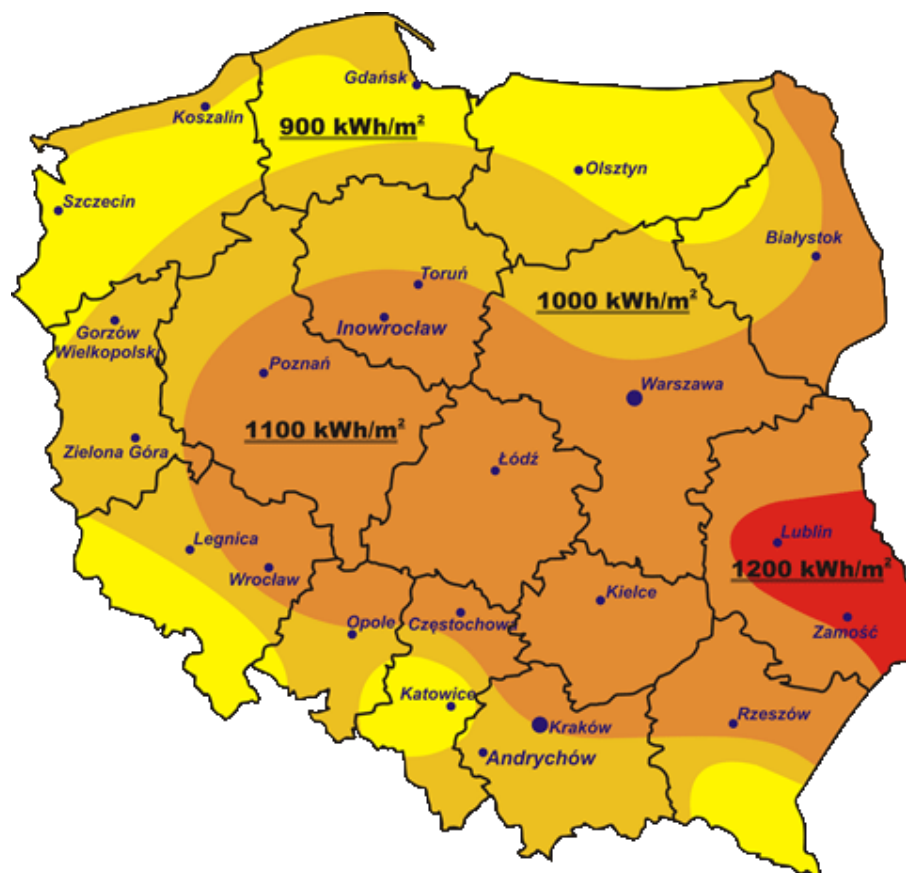 Gdańsk
Koszalin
900 kWh/m²
Olsztyn
Szczecin
Białystok
Toruń
1000 kWh/m²
Gorzów
Wielkopolski
Inowrocław
Poznań
Warszawa
1100 kWh/m²
Zielona Góra
Łódź
Legnica
Lublin
Wrocław
1200 kWh/m²
Kielce
Opole
Częstochowa
Zamość
Katowice
Kraków
Rzeszów
Andrychów